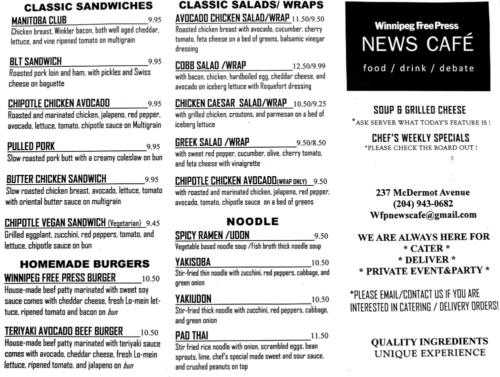 CLASSIC SANDWICHES
MANITOBA CLUB 9.95
Chicken breast, Winkler bacon, both well aged cheddar,
lettuce, and vine ripened tomato on multigrain
BLT SANDWICH 9.95
Roasted pork loin and ham, with pickles and Swiss
cheese on baguette
CHIPOTLE CHICKEN AVOCADO 9.95
Roasted and marinated chicken, jalapeno, red pepper,
avocado, lettuce, tomato, chipotle sauce on Multigrain
PULLED PORK 9.95
Slow roasted pork butt with a creamy coleslaw on bun
BUTTER CHICKEN SANDWICH 9.95
Slow roasted chicken breast, avocado, lettuce, tomato
with oriental butter sauce on multigrain
CHIPOTLE VEGAN SANDWICH (Vegetarian) 9.45
Grilled eggplant, zucchini, red peppers, tomato, and
lettuce, chipotle sauce on bun
HOMEMADE BURGERS
WINNIPEG FREE PRESS BURGER 10.50
House-made beef patty marinated with sweet soy
sauce comes with cheddar cheese, fresh Lo-mein let-
tuce, ripened tomato and bacon on bun
TERIYAKI AVOCADO BEEF BURGER 10.50
House-made beef patty marinated with teriyaki sauce
comes with avocado, cheddar cheese, fresh Lo-mein
lettuce, ripened tomato, and jalapeno on bun
CLASSIC SALADS/ WRAPS
AVOCADO CHICKEN SALAD/WRAP 11.50/9.50
Roasted chicken breast with avocado, cucumber, cherry
tomato, feta cheese on a bed of greens, balsamic vinegar
dressing
COBB SALAD /WRAP 12.50/9.99
with bacon, chicken, hardboiled egg, cheddar cheese, and
avocado on iceberg lettuce with Roquefort dressing
CHICKEN CAESAR SALAD/WRAP 10.50/9.25
with grilled chicken, croutons, and parmesan on a bed of
iceberg lettuce
GREEK SALAD /WRAP 9.50/8.50
with sweet red pepper, cucumber, olive, cherry tomato,
and feta cheese with vinaigrette
CHIPOTLE CHICKEN AVOCADO(WRAP ONLY) 9.50
with roasted and marinated chicken, jalapeno, red pepper,
avocado, tomato, chipotle sauce on a bed of greens
NOODLE
SPICY RAMEN /UDON 9.50
Vegetable based noodle soup /Fish broth thick noodle soup
YAKISOBA 10.50
Stir-fried thin noodle with zucchini, red peppers, cabbage, and
green onion
YAKIUDON 10.50
Stir-fried thick noodle with zucchini, red peppers, cabbage,
and green onion
PAD THAI 11.50
Stir fried rice noodle with onion, scrambled eggs, bean
sprouts, lime, chef's special made sweet and sour sauce,
and crushed peanuts on top
Winnipeg Free Press
NEWS CAFÉ
food / drink / debate
SOUP & GRILLED CHEESE
*ASK SERVER WHAT TODAY'S FEATURE IS !
CHEF'S WEEKLY SPECIALS
*PLEASE CHECK THE BOARD OUT !
237 McDermot Avenue
(204) 943-0682
Wfpnewscafe@gmail.com
WE ARE ALWAYS HERE FOR
* CATER *
* DELIVER *
* PRIVATE EVENT&PARTY *
*PLEASE EMAIL/CONTACT US IF YOU ARE
INTERESTED IN CATERING / DELIVERY ORDERS!
QUALITY INGREDIENTS
UNIQUE EXPERIENCE